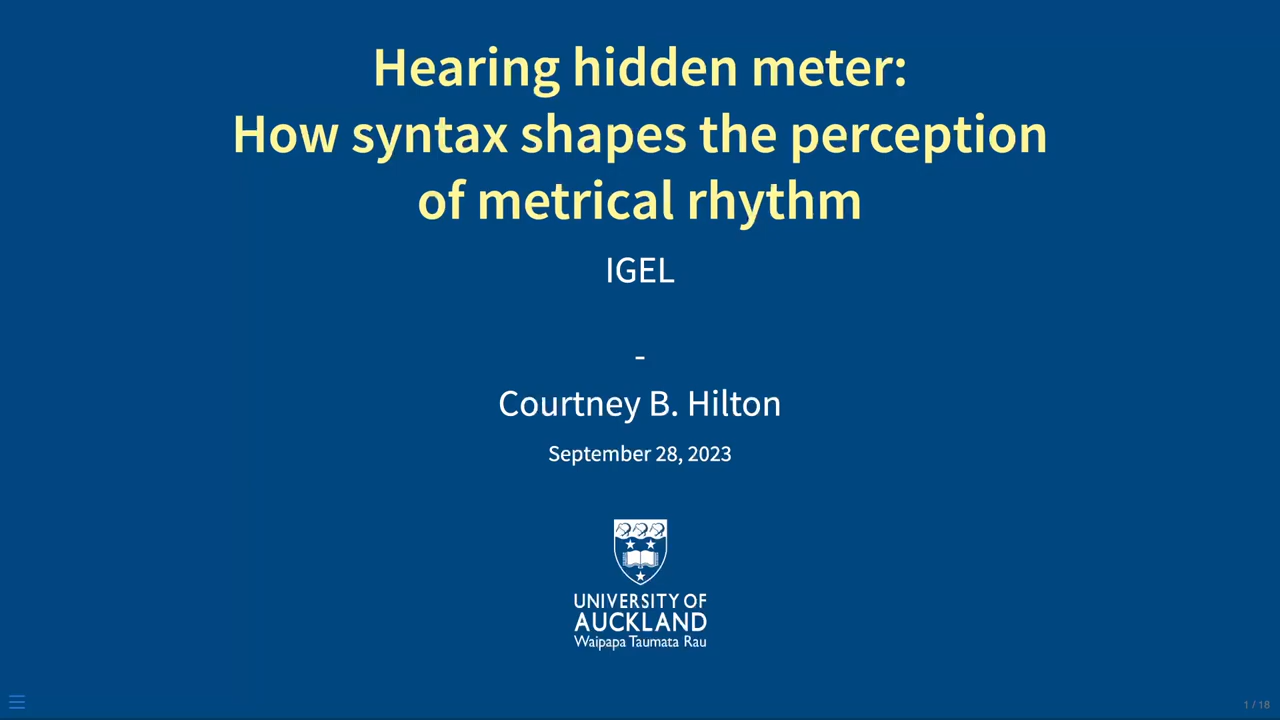 Hearing hidden meter:
How syntax shapes the perception
of metrical rhythm
IGEL
-
Courtney B. Hilton
September 28, 2023
UNIVERSITY OF
AUCKLAND
Waipapa Taumata Rau
1 / 18